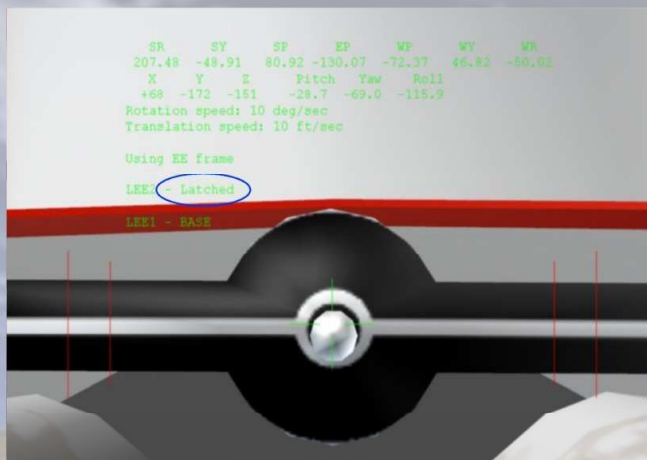 SR SY SP EP WP WY WR
207.48 -48.91 80.92 -130.07 -72.37 46.82 -50.02
X Y Z Pitch Yaw Roll
+68 -172 -151 -28.7 -69.0 -115.9
Rotation speed: 10 deg/sec
Translation speed: 10 ft/sec
Using EE frame
LEE2 - Latched
LEE1 - BASE